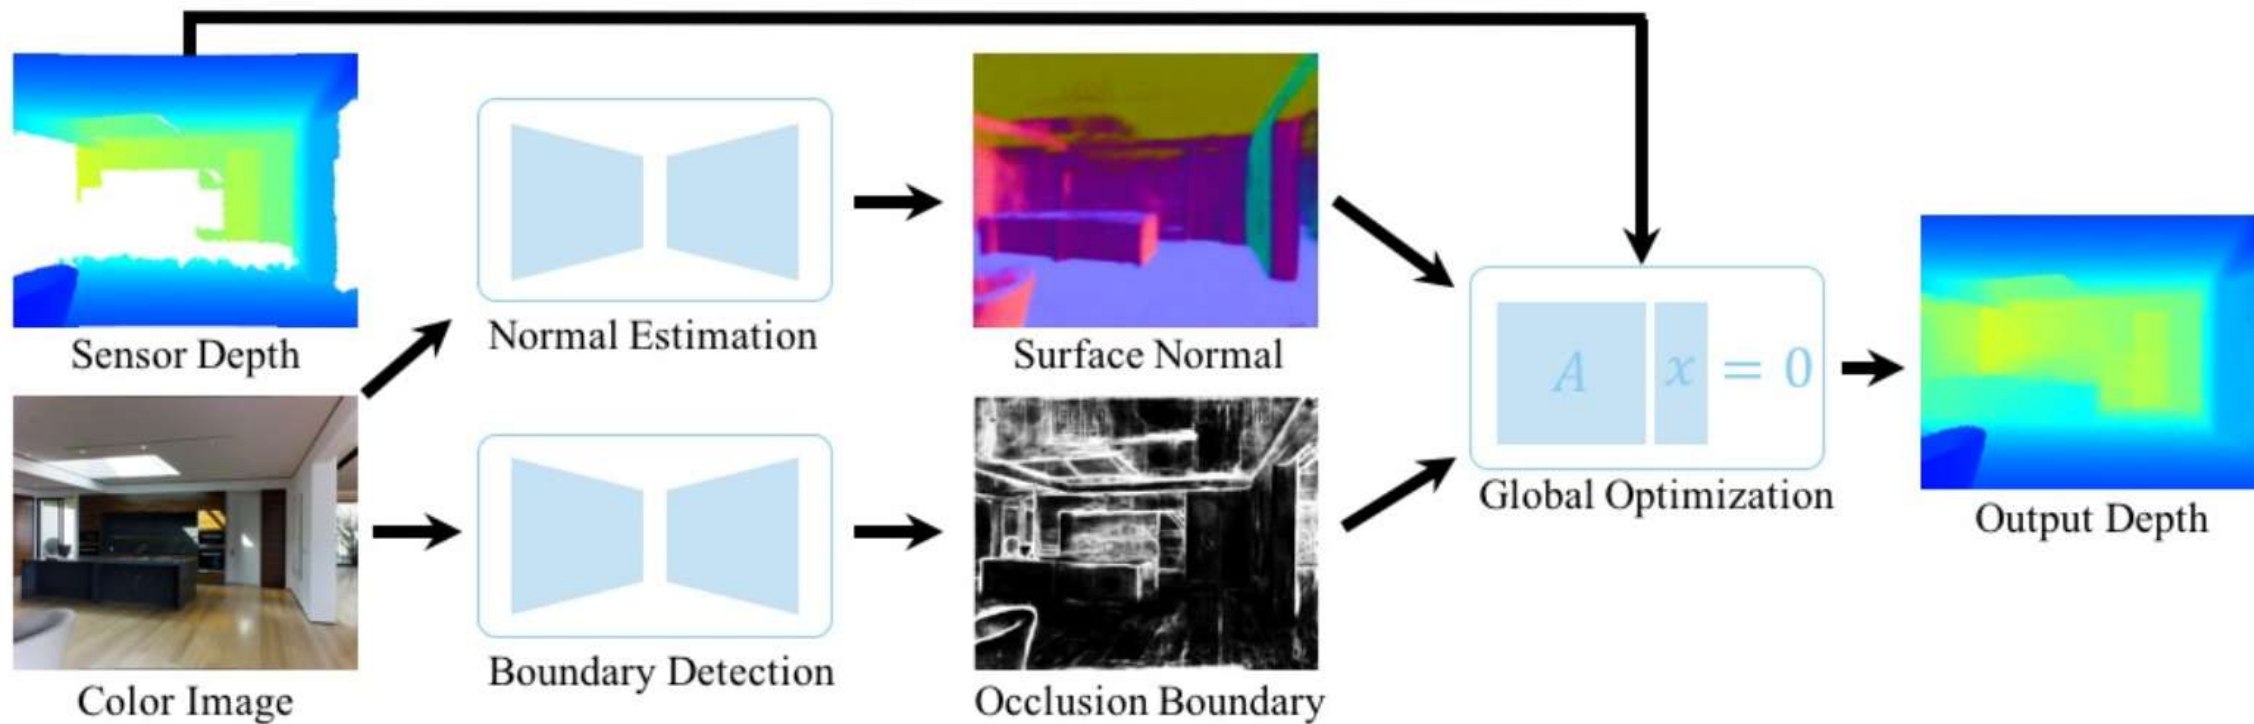 Sensor Depth
Color Image
Normal Estimation
Boundary Detection
Surface Normal
Occlusion Boundary
A x = 0
Global Optimization
Output Depth